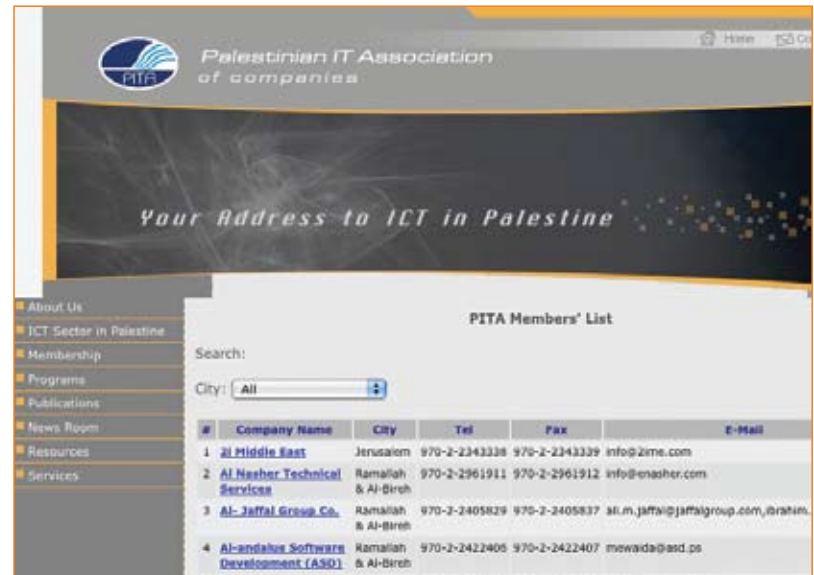 PITA
Palestinian IT Association
of companies
Home
Your Address to ICT in Palestine
About Us
ICT Sector in Palestine
Membership
Programs
Publications
News Room
Resources
Services
PITA Members' List
Search:
City: All
# Company Name City Tel Fax E-Mail
1 2i Middle East Jerusalem 970-2-2343338 970-2-2343339 info@2ime.com
2 Al Nasher Technical Ramallah 970-2-2961911 970-2-2961912 info@enasher.com
Services & Al-Bireh
3 Al- Jaffal Group Co. Ramallah 970-2-2405829 970-2-2405837 ali.m.jaffal@jaffalgroup.com,ibrahim.
& Al-Bireh
4 Al-andalus Software Ramallah 970-2-2422406 970-2-2422407 mewaida@asd.ps
Development (ASD) & Al-Bireh